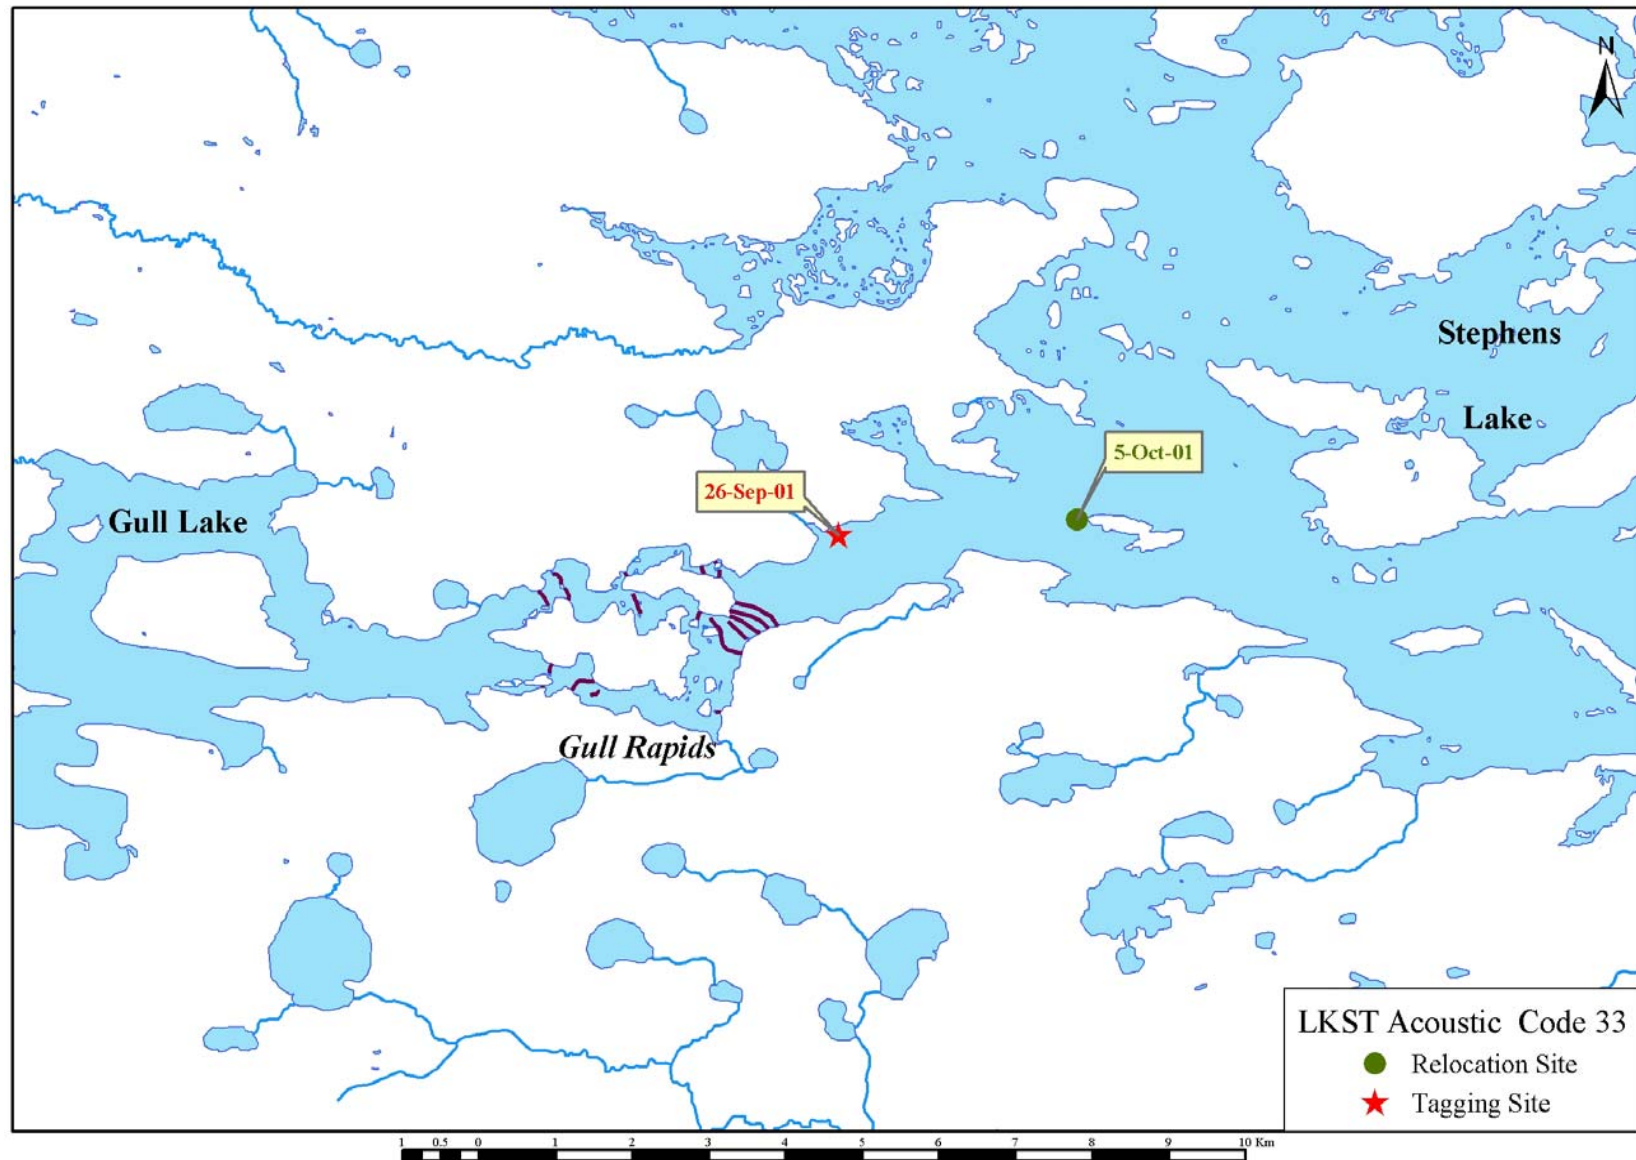 N
Stephens
Lake
5-Oct-01
26-Sep-01
Gull Lake
Gull Rapids
LKST Acoustic Code 33
Relocation Site
Tagging Site
1 0.5 0 1 2 3 4 5 6 7 8 9 10 Km